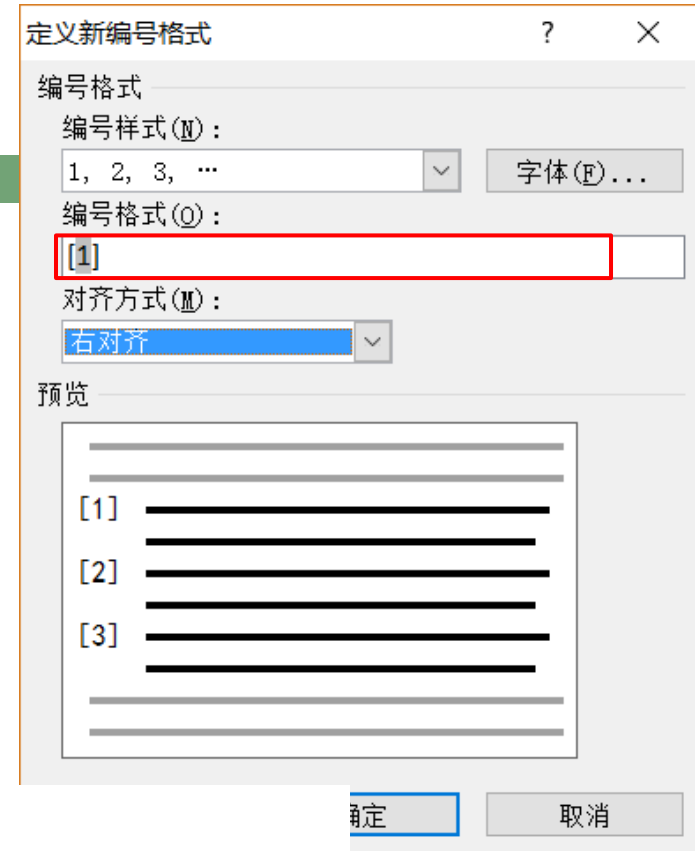 定义新编号格式 ?
编号格式
编号样式(N):
1, 2, 3, …
字体(F)...
编号格式(O):
[1]
对齐方式(M):
右对齐
预览
[1]
[2]
[3]
定 取消